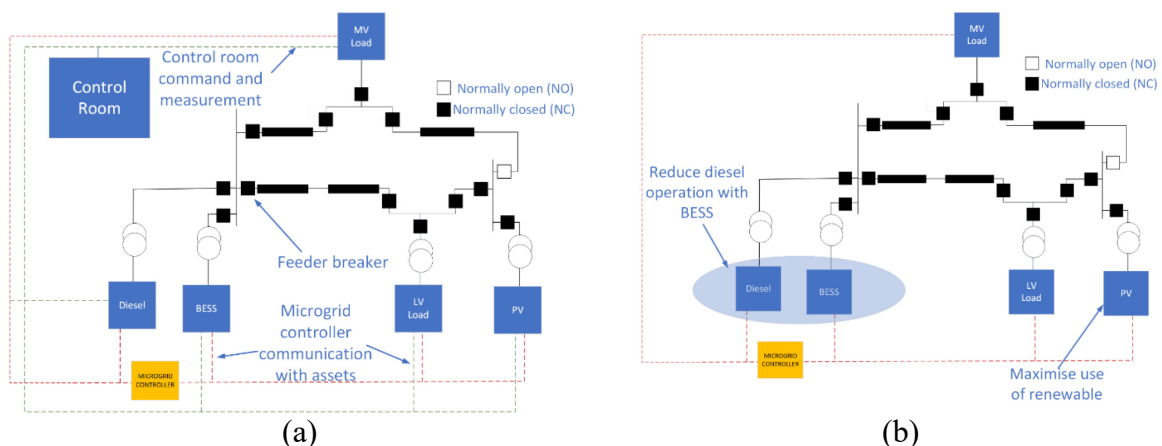 MV
Load
Control
Room
Control room
command and
measurement
Normally open (NO)
Normally closed (NC)
Feeder breaker
Diesel
BESS
LV
Load
PV
Microgrid
controller
communication
with assets
MICROGRID
CONTROLLER
(a)
MV
Load
Normally open (NO)
Normally closed (NC)
Reduce diesel
operation with
BESS
Diesel
BESS
LV
Load
PV
MICROGRID
CONTROLLER
Maximise use
of renewable
(b)